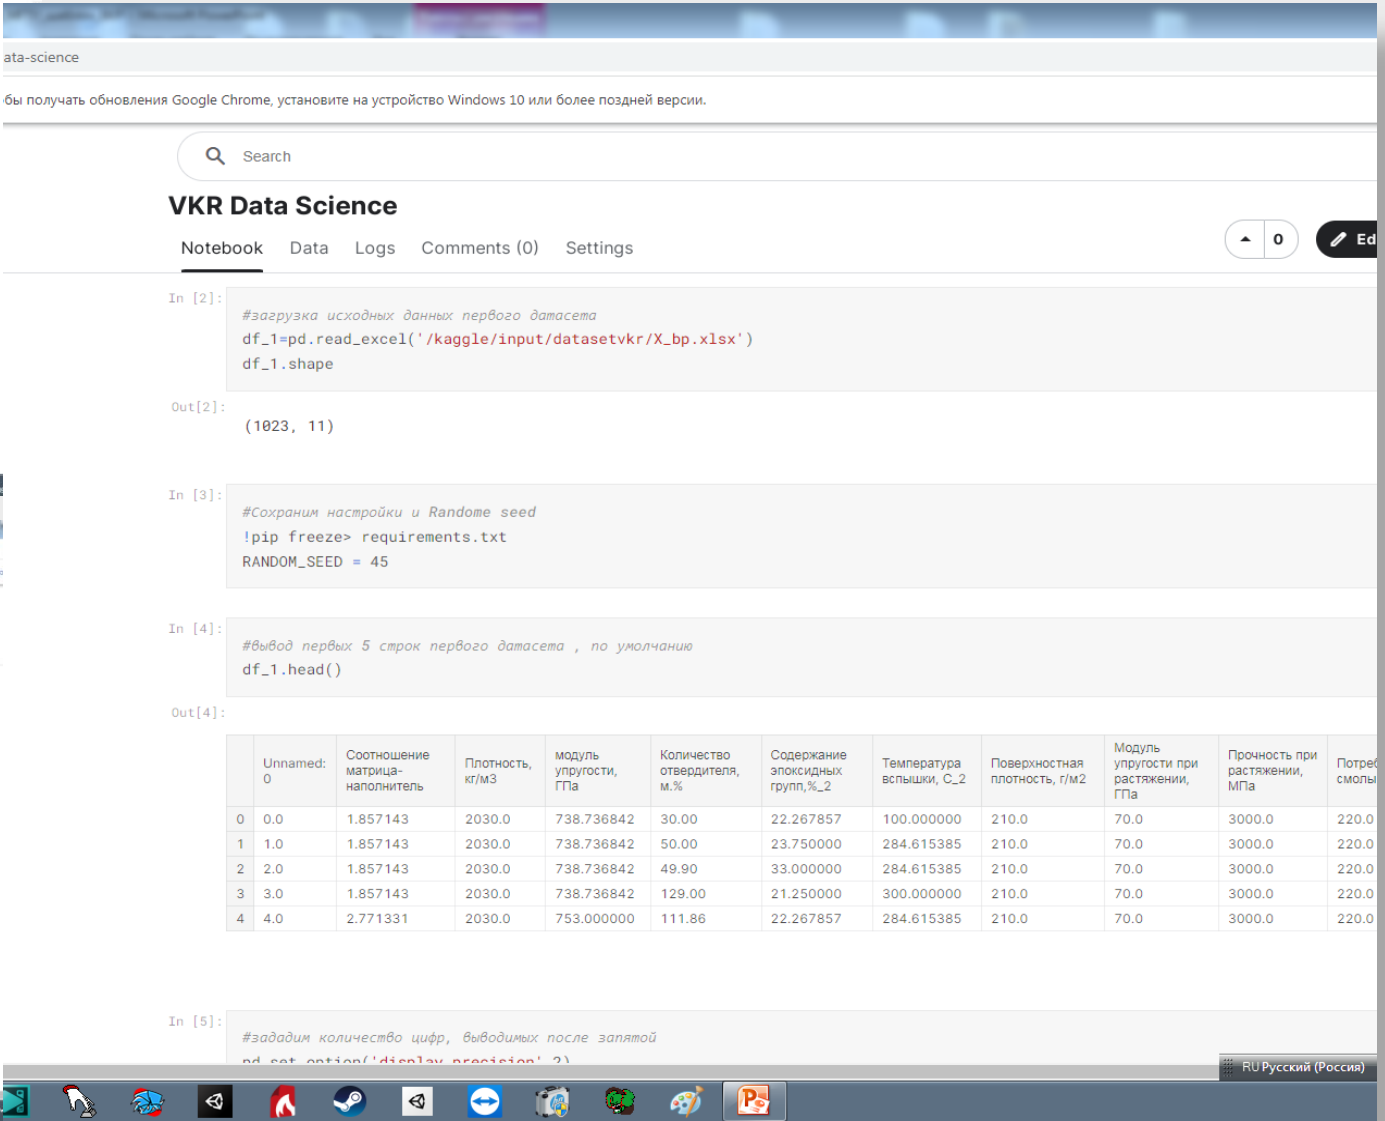 ata-science
бы получать обновления Google Chrome, установите на устройство Windows 10 или более поздней версии.
Search
VKR Data Science
Notebook Data Logs Comments (0) Settings
0 Ed
In [2]:
#загрузка исходных данных первого датасета
df_1=pd.read_excel('/kaggle/input/datasetvkr/X_bp.xlsx')
df_1.shape
Out[2]:
(1023, 11)
In [3]:
#Сохраним настройки и Randome seed
!pip freeze> requirements.txt
RANDOM_SEED = 45
In [4]:
#вывод первых 5 строк первого датасета , по умолчанию
df_1.head()
Out[4]:
Unnamed: 0 Соотношение матрица-наполнитель Плотность, кг/м3 модуль упругости, ГПа Количество отвердителя, м.% Содержание эпоксидных групп,%_2 Температура вспышки, С_2 Поверхностная плотность, г/м2 Модуль упругости при растяжении, ГПа Прочность при растяжении, МПа Потреб смолы
0 0.0 1.857143 2030.0 738.736842 30.00 22.267857 100.000000 210.0 70.0 3000.0 220.0
1 1.0 1.857143 2030.0 738.736842 50.00 23.750000 284.615385 210.0 70.0 3000.0 220.0
2 2.0 1.857143 2030.0 738.736842 49.90 33.000000 284.615385 210.0 70.0 3000.0 220.0
3 3.0 1.857143 2030.0 738.736842 129.00 21.250000 300.000000 210.0 70.0 3000.0 220.0
4 4.0 2.771331 2030.0 753.000000 111.86 22.267857 284.615385 210.0 70.0 3000.0 220.0
In [5]:
#зададим количество цифр, выводимых после запятой
pd.set_option('display.precision',2)
RU Русский (Россия)